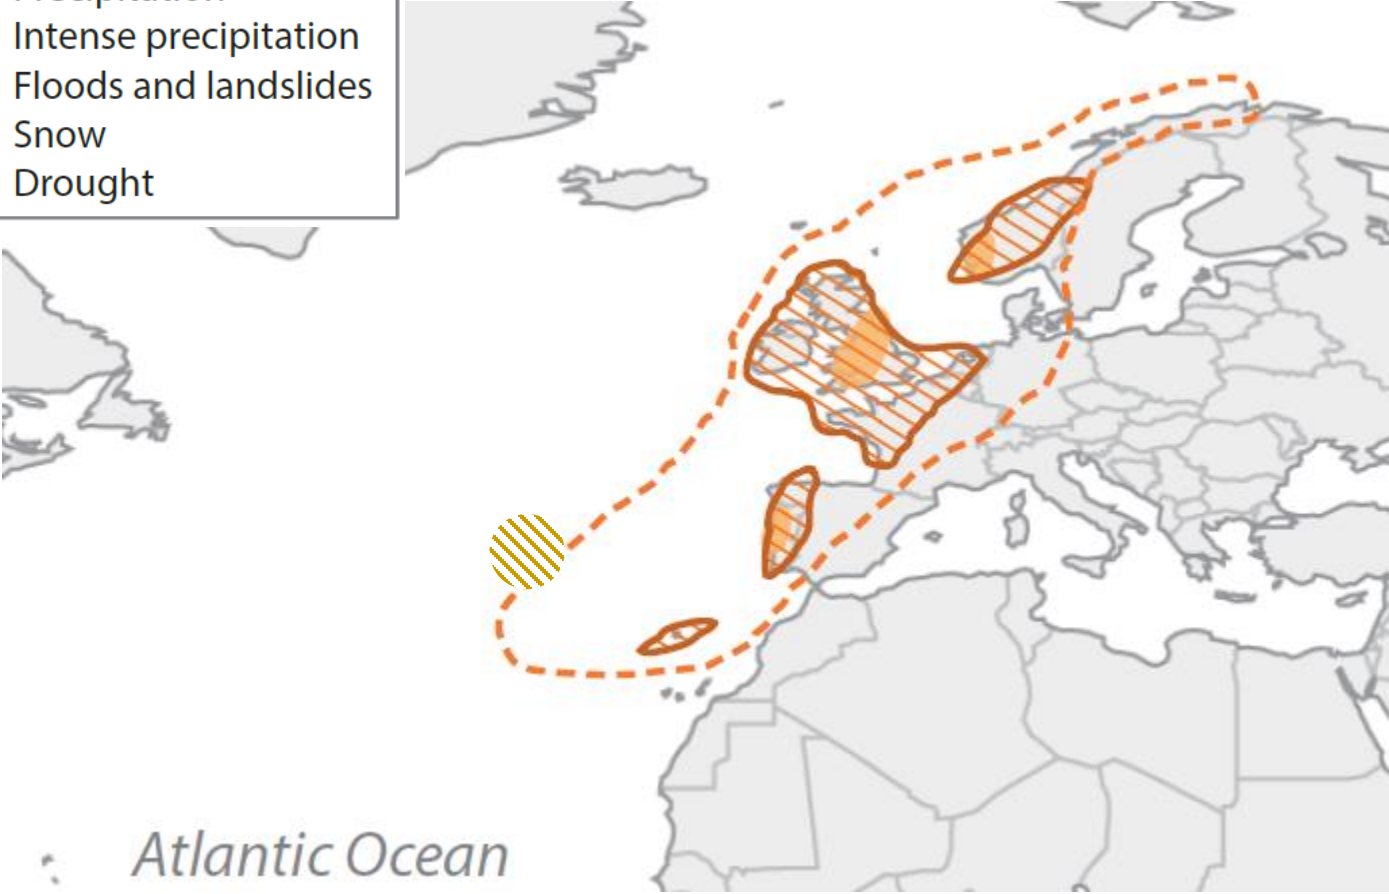 Intense precipitation
Floods and landslides
Snow
Drought
Atlantic Ocean